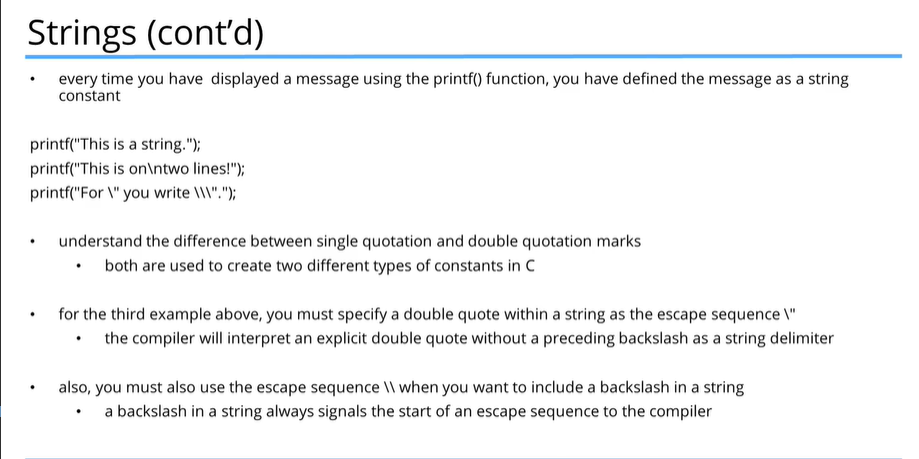 Strings (cont’d)
• every time you have  displayed a message using the printf() function, you have defined the message as a string
constant
printf("This is a string.");
printf("This is on\ntwo lines!");
printf("For \" you write \\\".");
• understand the difference between single quotation and double quotation marks
• both are used to create two different types of constants in C
• for the third example above, you must specify a double quote within a string as the escape sequence \"
• the compiler will interpret an explicit double quote without a preceding backslash as a string delimiter
• also, you must also use the escape sequence \\ when you want to include a backslash in a string
• a backslash in a string always signals the start of an escape sequence to the compiler